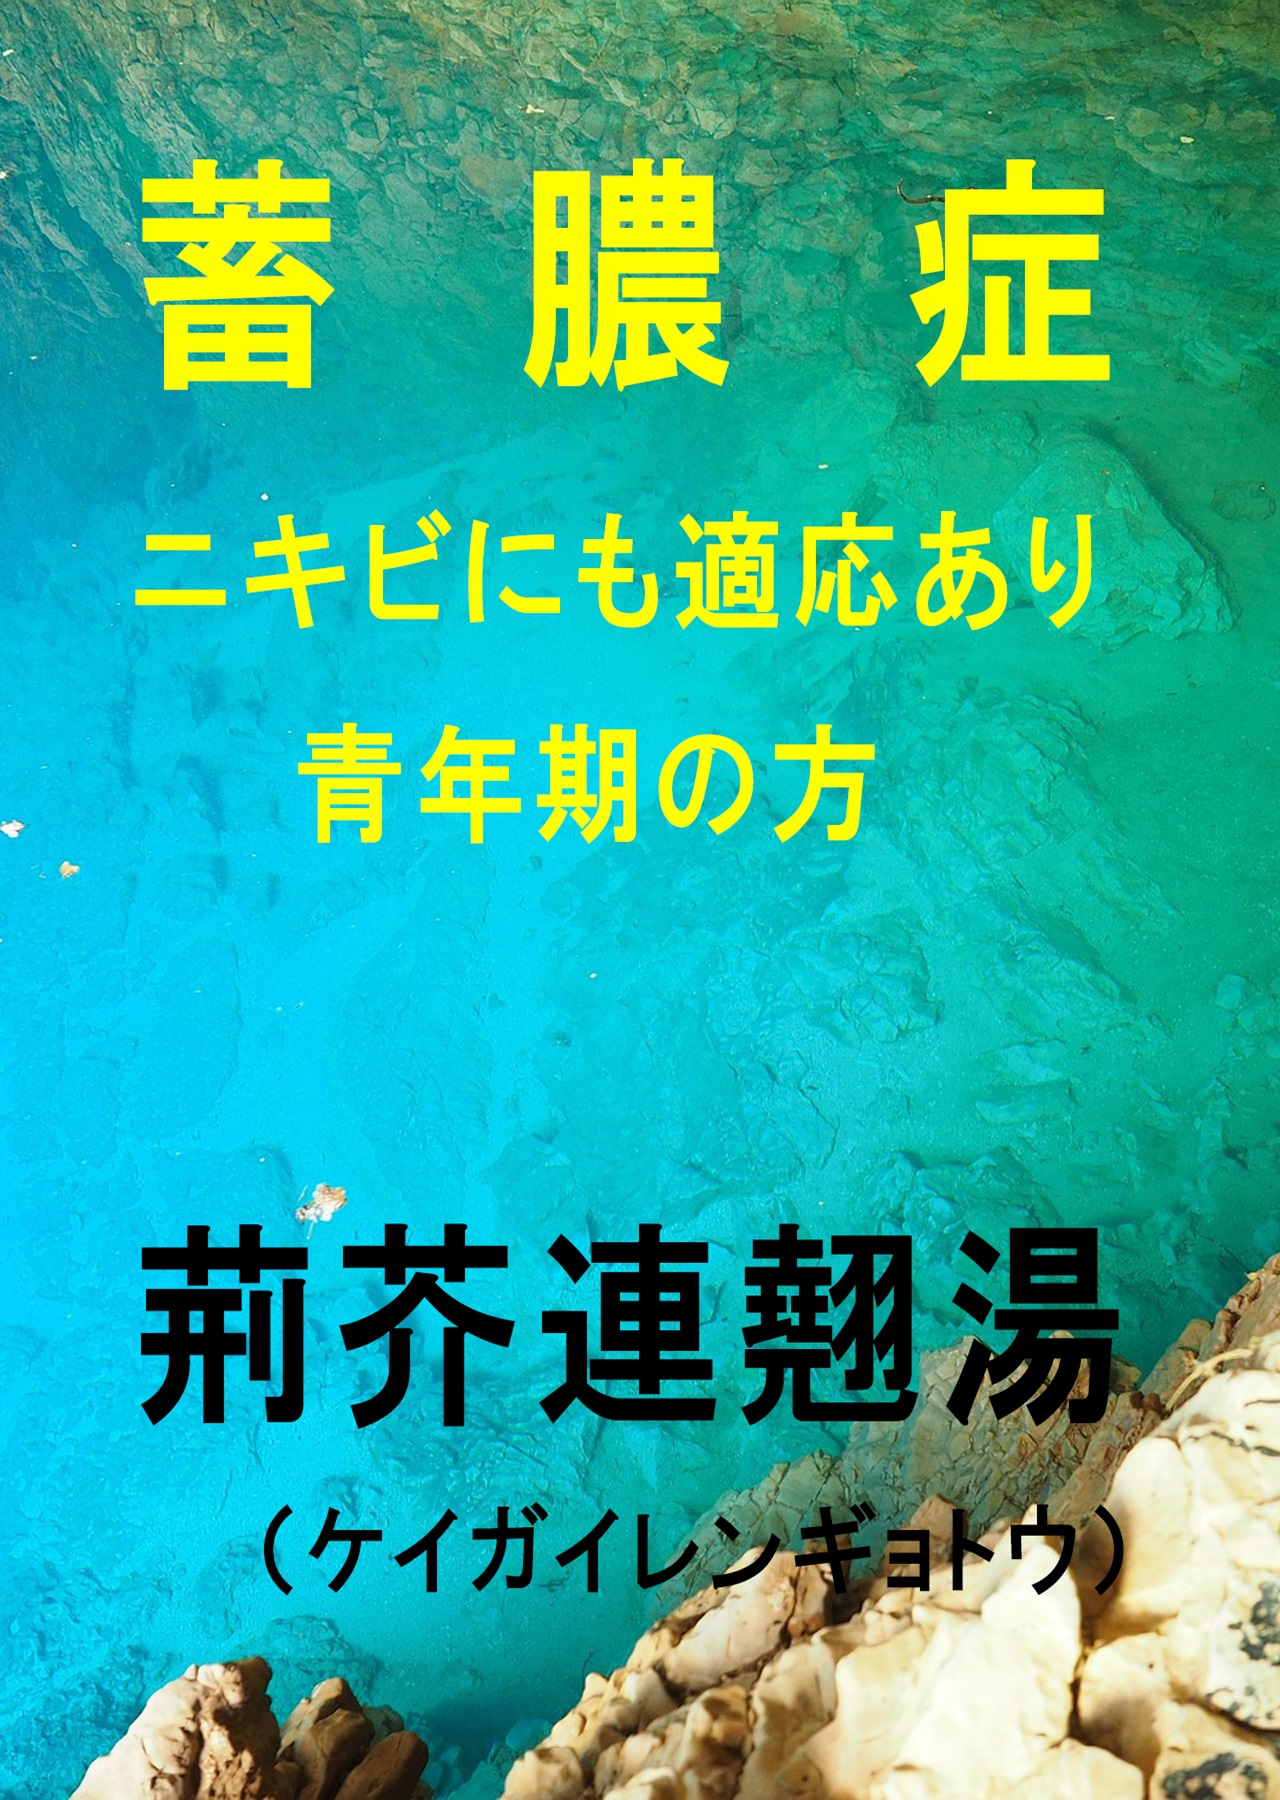 蓄膿症
ニキビにも適応あり
青年期の方
荊芥連翹湯
（ケイガイレンギョトウ）